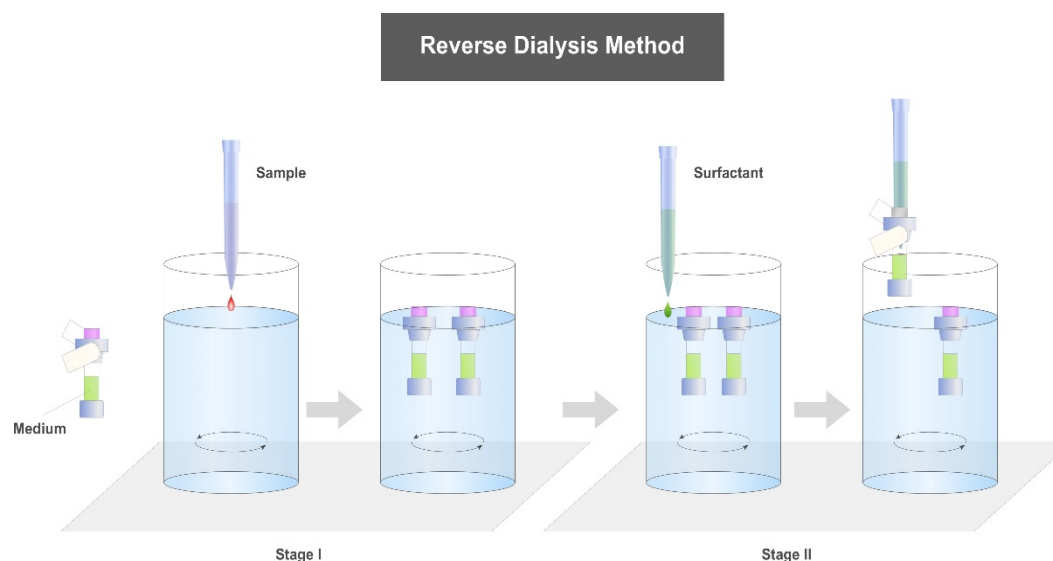 Reverse Dialysis Method
Sample
Surfactant
Medium
Stage I
Stage II